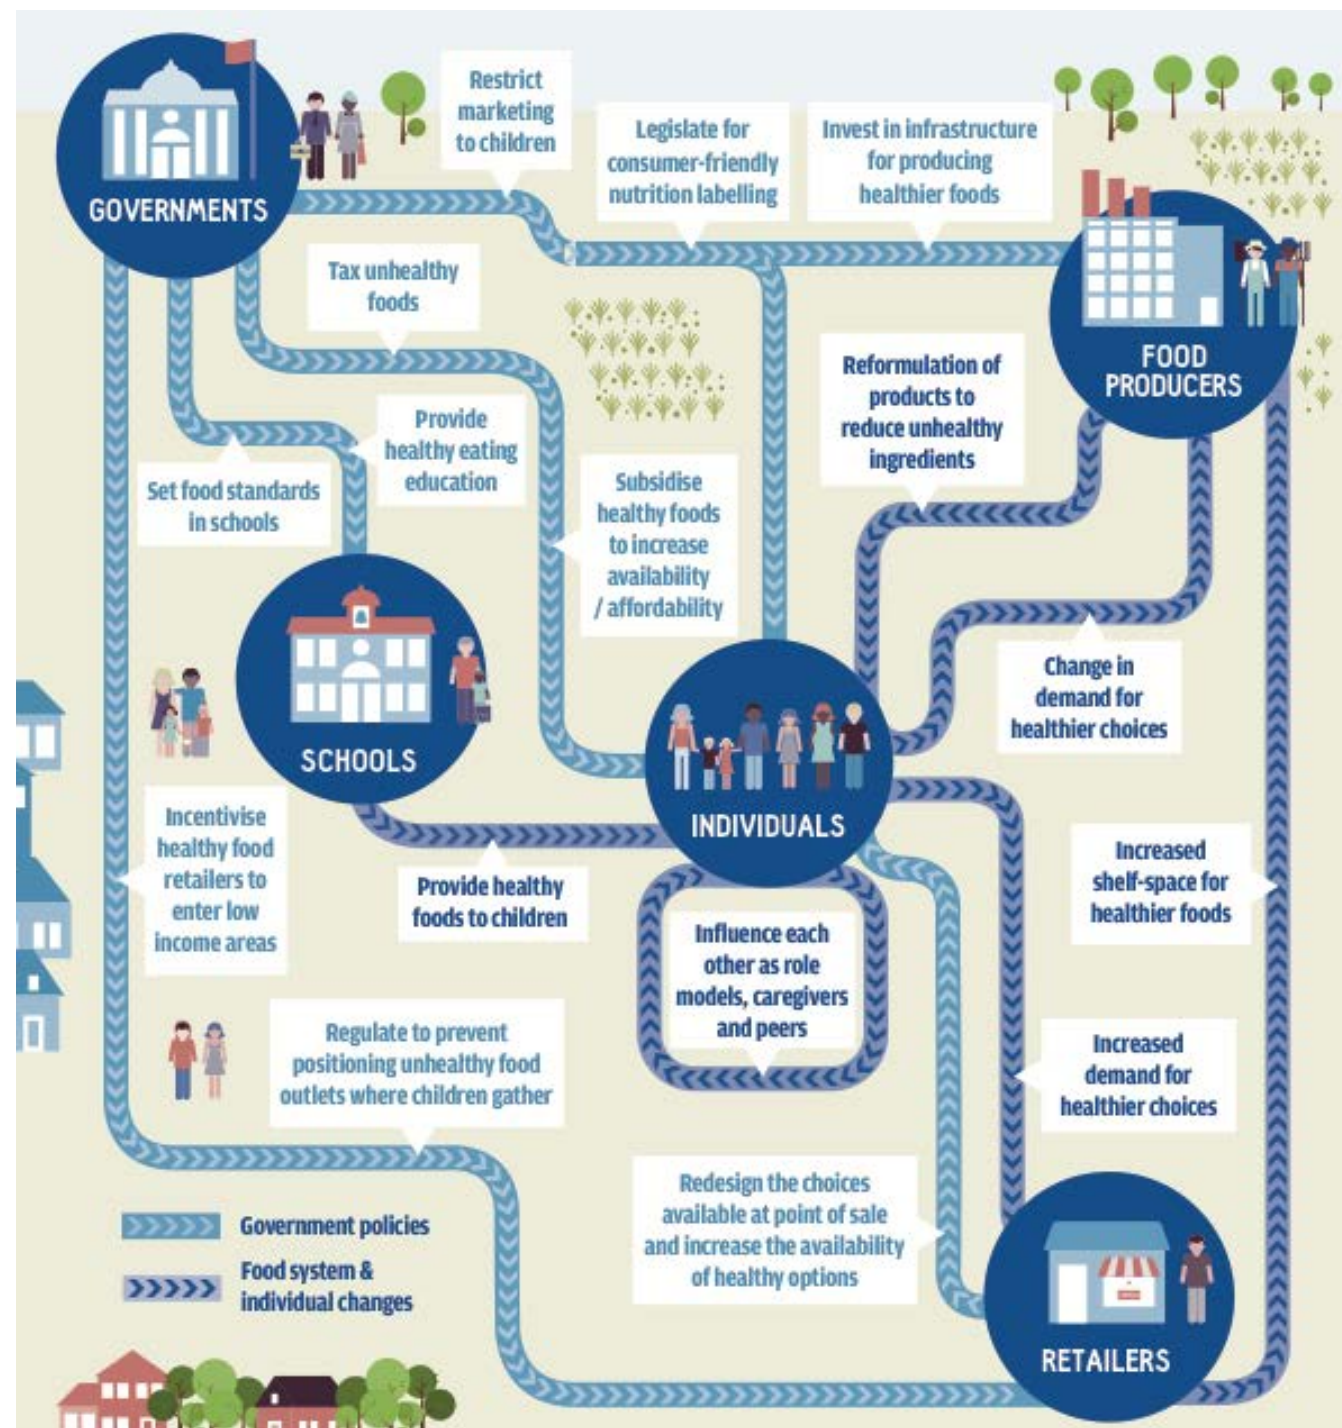 GOVERNMENTS
Restrict
marketing
to children
Legislate for
consumer-friendly
nutrition labelling
Invest in infrastructure
for producing
healthier foods
FOOD
PRODUCERS
Tax unhealthy
foods
Provide
healthy eating
education
Set food standards
in schools
Subsidise
healthy foods
to increase
availability
/ affordability
Reformulation of
products to
reduce unhealthy
ingredients
Change in
demand for
healthier choices
SCHOOLS
INDIVIDUALS
Incentivise
healthy food
retailers to
enter low
income areas
Provide healthy
foods to children
Influence each
other as role
models, caregivers
and peers
Increased
shelf-space for
healthier foods
Regulate to prevent
positioning unhealthy food
outlets where children gather
Increased
demand for
healthier choices
Redesign the choices
available at point of sale
and increase the availability
of healthy options
Government policies
Food system &
individual changes
RETAILERS